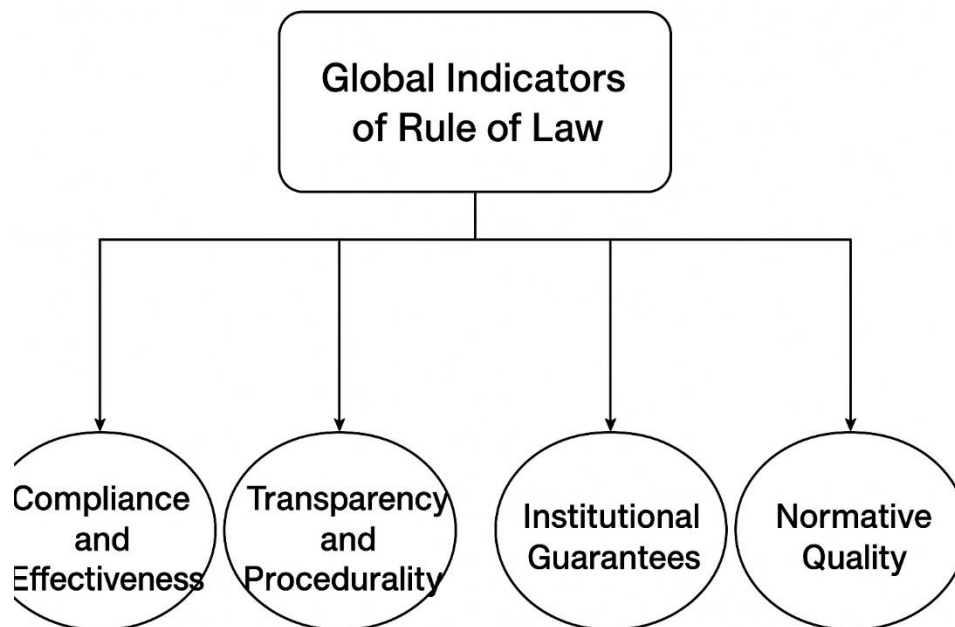 Global Indicators
of Rule of Law
Compliance
and
Effectiveness
Transparency
and
Procedurality
Institutional
Guarantees
Normative
Quality